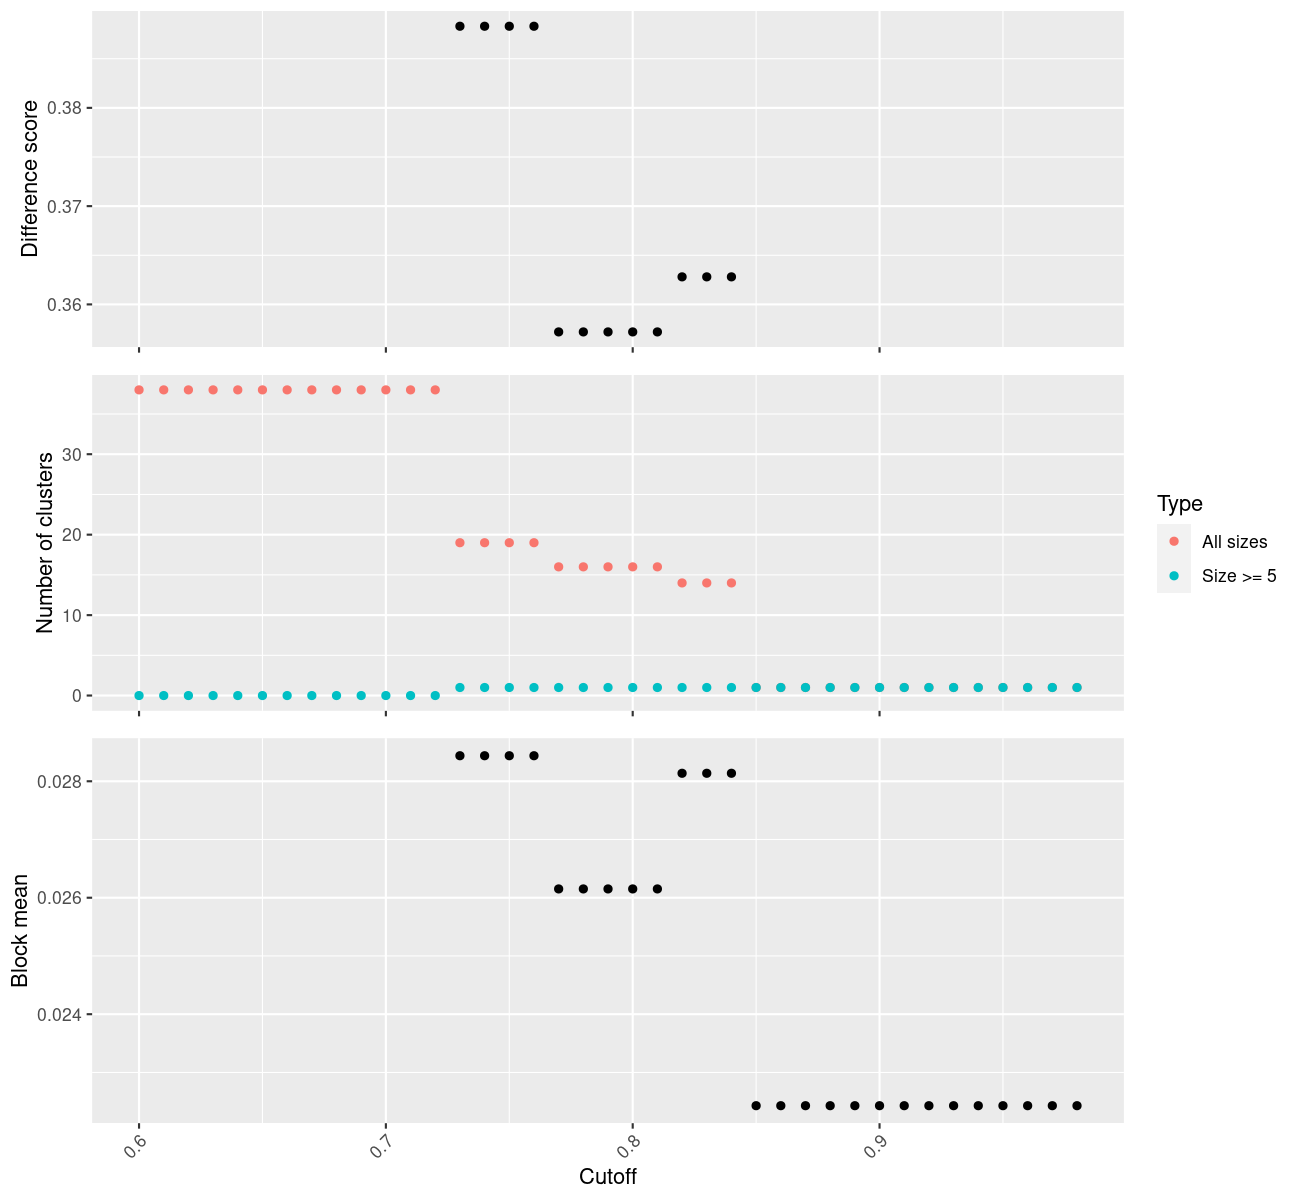 Difference score
0.38
0.37
0.36
Number of clusters
30
20
10
0
Type
All sizes
Size >= 5
Block mean
0.028
0.026
0.024
0.6
0.7
0.8
0.9
Cutoff